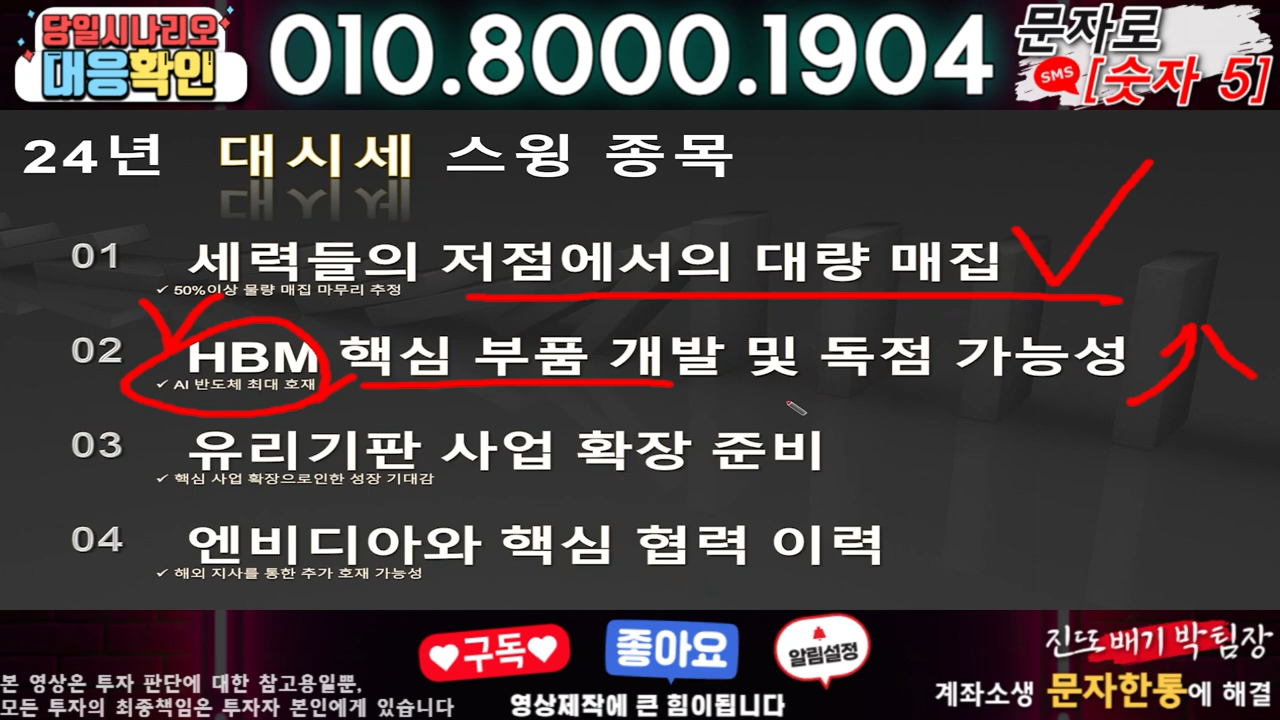 당일시나리오
대응확인
010.8000.1904
문자로
SMS
[숫자 5]
24년 대시세 스윙 종목
01 세력들의 저점에서의 대량 매집
✓ 50%이상 물량 매집 마무리 추정
02 HBM 핵심 부품 개발 및 독점 가능성
✓ AI 반도체 최대 호재
03 유리기판 사업 확장 준비
✓ 핵심 사업 확장으로인한 성장 기대감
04 엔비디아와 핵심 협력 이력
✓ 해외 지사를 통한 추가 호재 가능성
구독
좋아요
알림설정
영상제작에 큰 힘이됩니다
본 영상은 투자 판단에 대한 참고용일뿐,
모든 투자의 최종책임은 투자자 본인에게 있습니다
진또배기 박팀장
계좌소생 문자한통에 해결